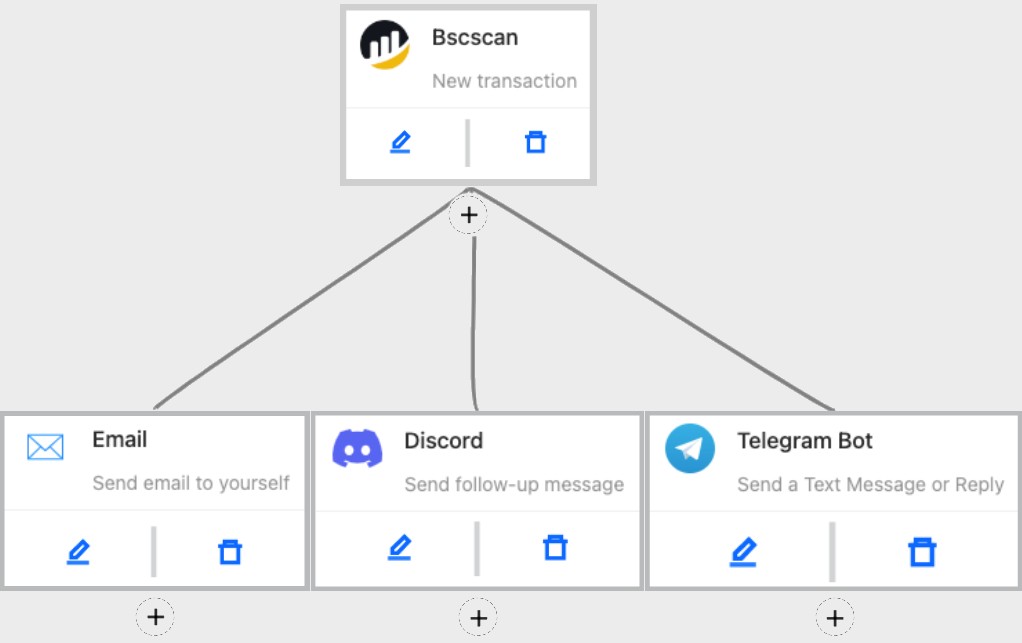 Bscscan
New transaction
+
Email
Send email to yourself
Discord
Send follow-up message
Telegram Bot
Send a Text Message or Reply
+
+
+